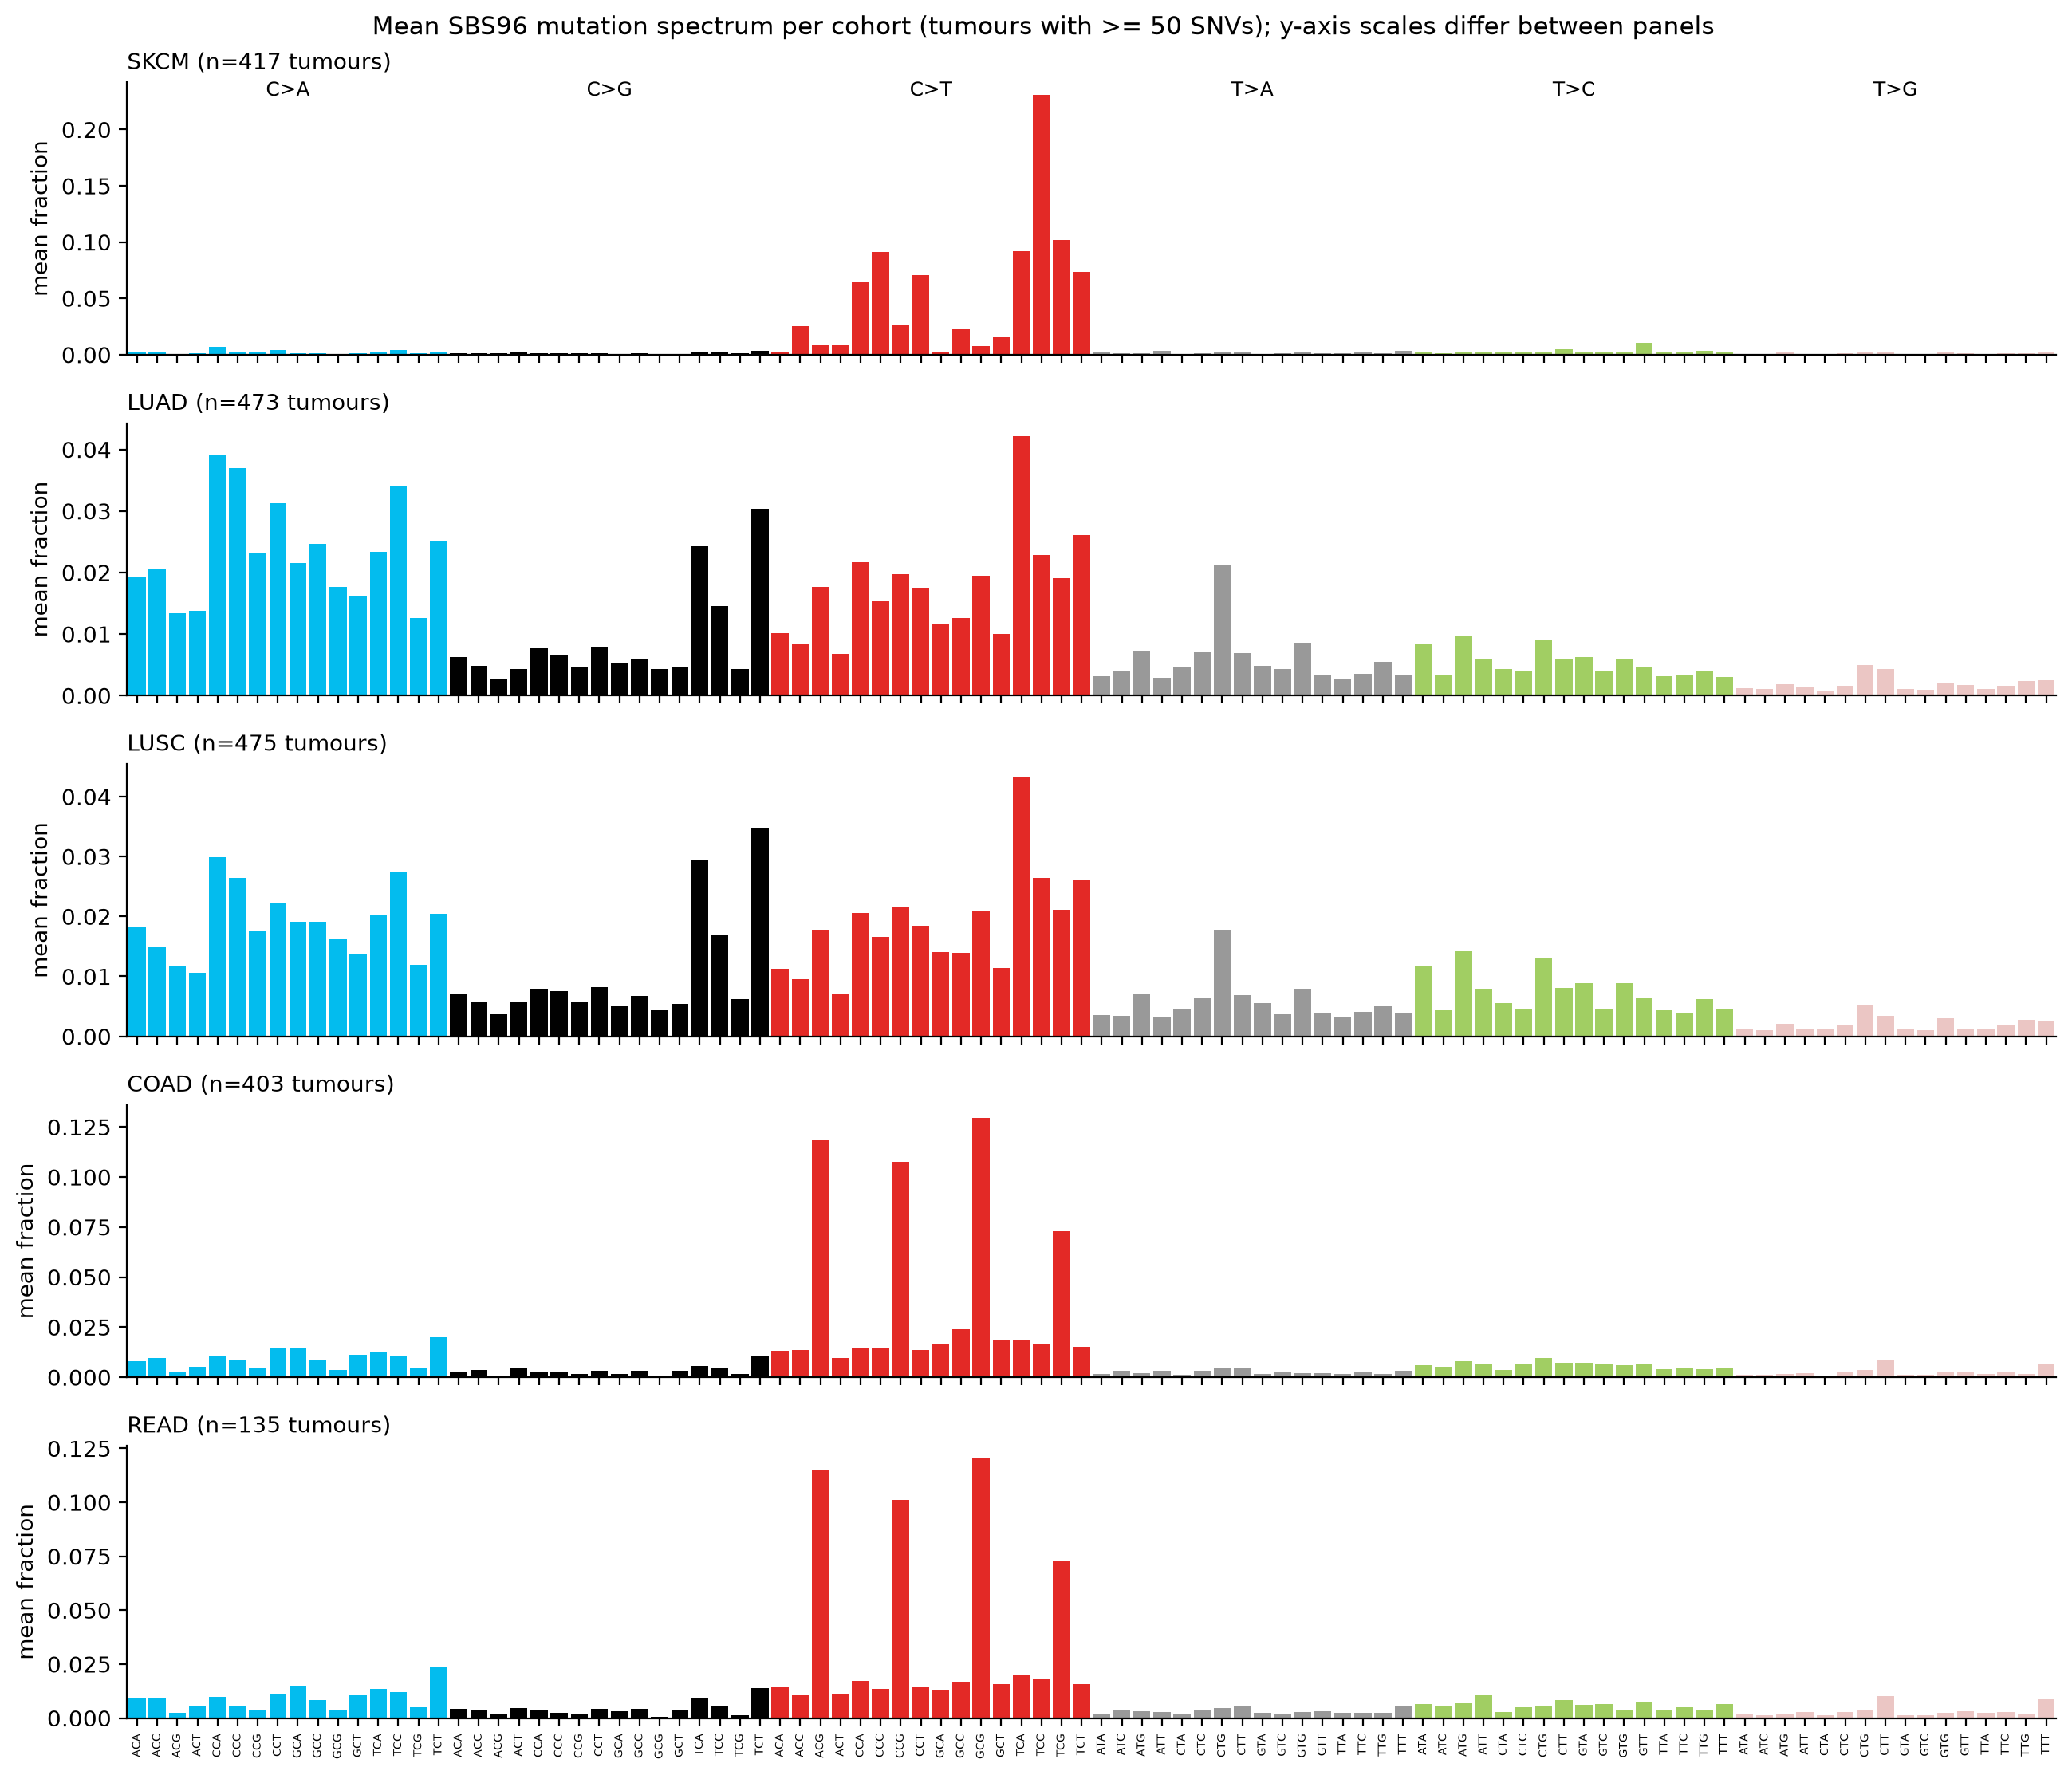 Mean SBS96 mutation spectrum per cohort (tumours with >= 50 SNVs); y-axis scales differ between panels
SKCM (n=417 tumours)
C>A C>G C>T T>A T>C T>G
mean fraction
0.20
0.15
0.10
0.05
0.00
LUAD (n=473 tumours)
mean fraction
0.04
0.03
0.02
0.01
0.00
LUSC (n=475 tumours)
mean fraction
0.04
0.03
0.02
0.01
0.00
COAD (n=403 tumours)
mean fraction
0.125
0.100
0.075
0.050
0.025
0.000
READ (n=135 tumours)
mean fraction
0.125
0.100
0.075
0.050
0.025
0.000
ACA ACC ACG ACT CCA CCC CCG CCT GCA GCC GCG GCT TCA TCC TCG TCT ACA ACC ACG ACT CCA CCC CCG CCT GCA GCC GCG GCT TCA TCC TCG TCT ACA ACC ACG ACT CCA CCC CCG CCT GCA GCC GCG GCT TCA TCC TCG TCT ATA ATC ATG ATT CTA CTC CTG CTT GTA GTC GTG GTT TTA TTC TTG TTT ATA ATC ATG ATT CTA CTC CTG CTT GTA GTC GTG GTT TTA TTC TTG TTT ATA ATC ATG ATT CTA CTC CTG CTT GTA GTC GTG GTT TTA TTC TTG TTT